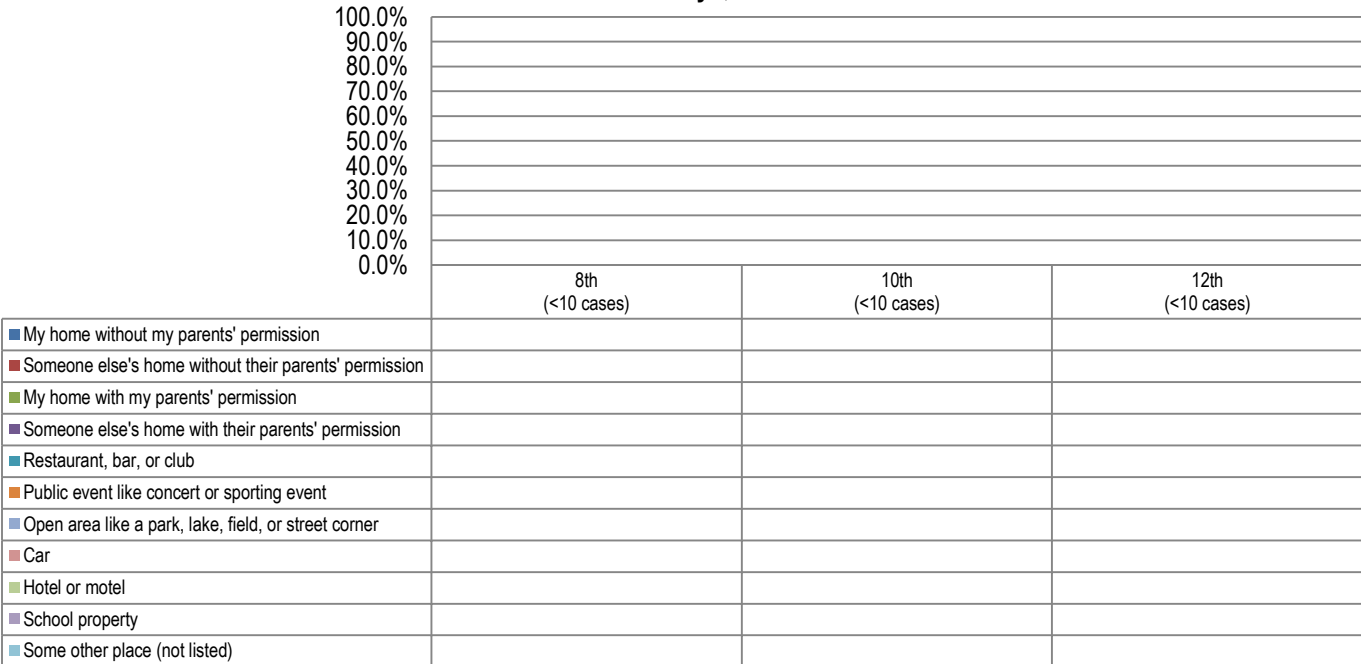 100.0%
90.0%
80.0%
70.0%
60.0%
50.0%
40.0%
30.0%
20.0%
10.0%
0.0%
8th
(<10 cases)
10th
(<10 cases)
12th
(<10 cases)
My home without my parents' permission
Someone else's home without their parents' permission
My home with my parents' permission
Someone else's home with their parents' permission
Restaurant, bar, or club
Public event like concert or sporting event
Open area like a park, lake, field, or street corner
Car
Hotel or motel
School property
Some other place (not listed)